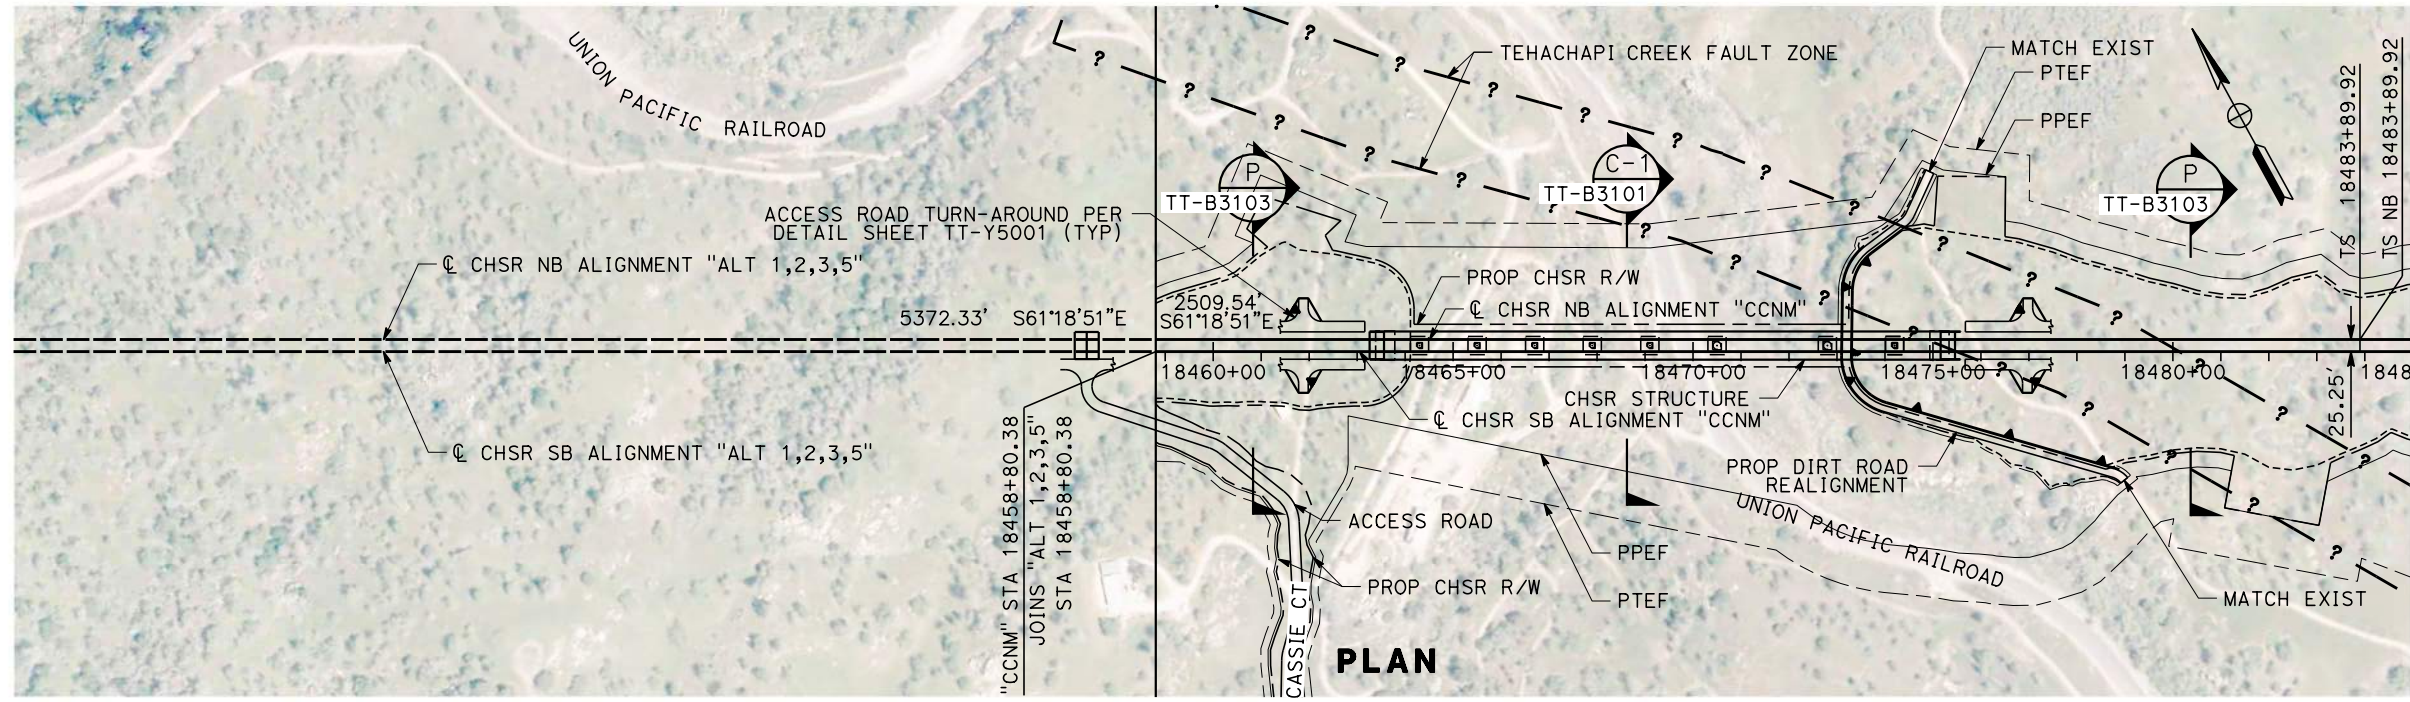 UNION PACIFIC RAILROAD
TEHACHAPI CREEK FAULT ZONE
MATCH EXIST
PTEF
PPEF
TS 18483+89.92
TS NB 18483+89.92
P
TT-B3103
C-1
TT-B3101
P
TT-B3103
ACCESS ROAD TURN-AROUND PER
DETAIL SHEET TT-Y5001 (TYP)
℄ CHSR NB ALIGNMENT "ALT 1,2,3,5"
PROP CHSR R/W
℄ CHSR NB ALIGNMENT "CCNM"
5372.33' S61°18'51"E
2509.54'
S61°18'51"E
18460+00
18465+00
18470+00
18475+00
18480+00
1848
25.25'
CHSR STRUCTURE
℄ CHSR SB ALIGNMENT "CCNM"
℄ CHSR SB ALIGNMENT "ALT 1,2,3,5"
"CCNM" STA 18458+80.38
JOINS "ALT 1,2,3,5"
STA 18458+80.38
PROP DIRT ROAD
REALIGNMENT
UNION PACIFIC RAILROAD
ACCESS ROAD
PPEF
PROP CHSR R/W
PTEF
MATCH EXIST
CASSIE CT
PLAN